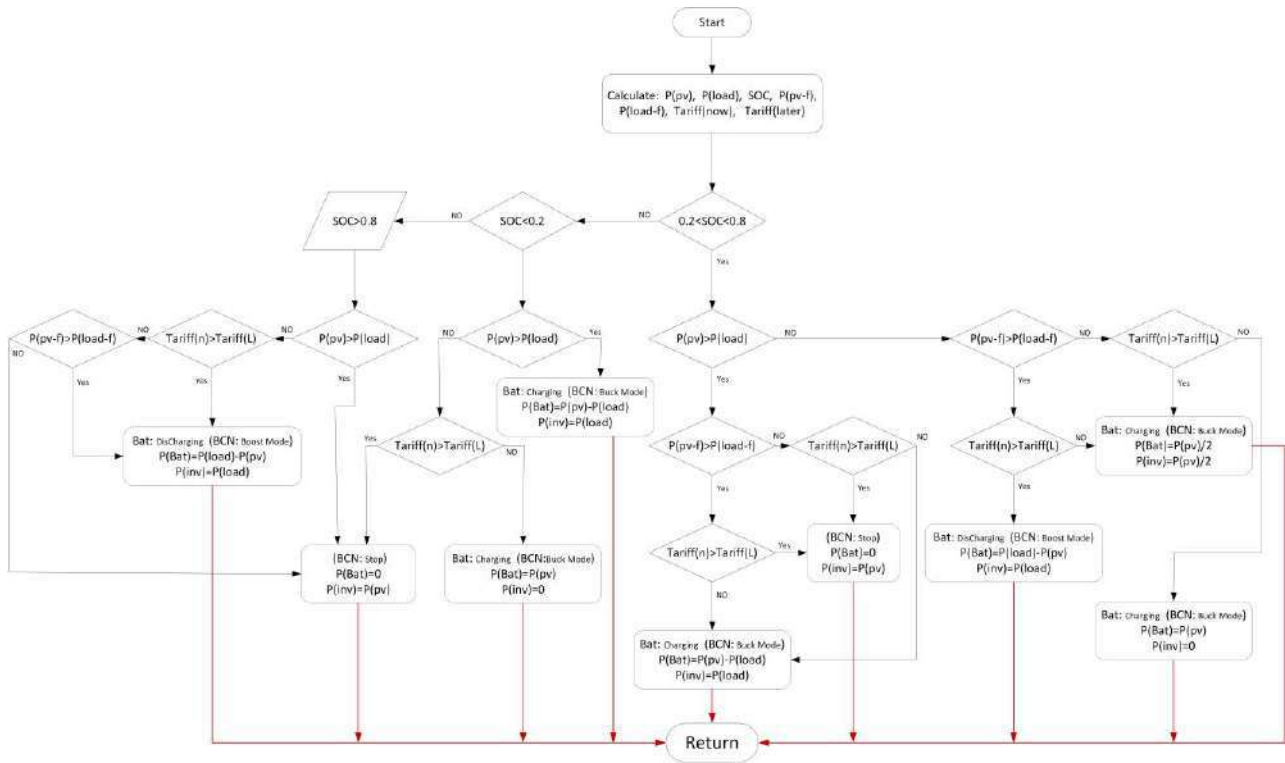 Start
Calculate: P(pv), P(load), SOC, P(pv-f),
P(load-f), Tariff(now), Tariff(later)
SOC>0.8
NO
SOC<0.2
NO
0.2<SOC<0.8
Yes
P(pv-f)>P(load-f)
NO
Tariff(n)>Tariff(L)
NO
P(pv)>P(load)
NO
P(pv)>P(load)
Yes
P(pv)>P(load)
NO
P(pv-f)>P(load-f)
NO
Tariff(n)>Tariff(L)
NO
NO
Yes
Yes
Yes
Yes
Yes
Yes
Bat: Charging (BCN: Buck Mode)
P(Bat)=P(pv)-P(load)
P(inv)=P(load)
Bat: DisCharging (BCN: Boost Mode)
P(Bat)=P(load)-P(pv)
P(inv)=P(load)
Yes
Tariff(n)>Tariff(L)
NO
P(pv-f)>P(load-f)
NO
Tariff(n)>Tariff(L)
NO
Tariff(n)>Tariff(L)
NO
Bat: Charging (BCN: Buck Mode)
P(Bat)=P(pv)/2
P(inv)=P(pv)/2
Yes
Yes
Yes
(BCN: Stop)
P(Bat)=0
P(inv)=P(pv)
Bat: Charging (BCN:Buck Mode)
P(Bat)=P(pv)
P(inv)=0
Tariff(n)>Tariff(L)
Yes
(BCN: Stop)
P(Bat)=0
P(inv)=P(pv)
Bat: DisCharging (BCN: Boost Mode)
P(Bat)=P(load)-P(pv)
P(inv)=P(load)
NO
Bat: Charging (BCN: Buck Mode)
P(Bat)=P(pv)-P(load)
P(inv)=P(load)
Bat: Charging (BCN: Buck Mode)
P(Bat)=P(pv)
P(inv)=0
Return